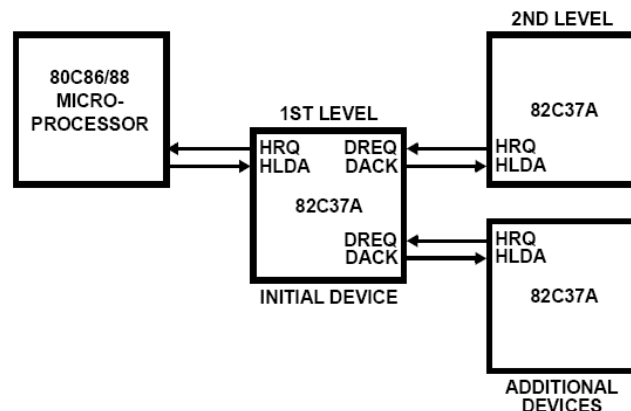 2ND LEVEL
80C86/88
MICRO-
PROCESSOR
1ST LEVEL
82C37A
HRQ DREQ
HLDA DACK
HRQ
HLDA
82C37A
DREQ
DACK
HRQ
HLDA
INITIAL DEVICE
82C37A
ADDITIONAL
DEVICES